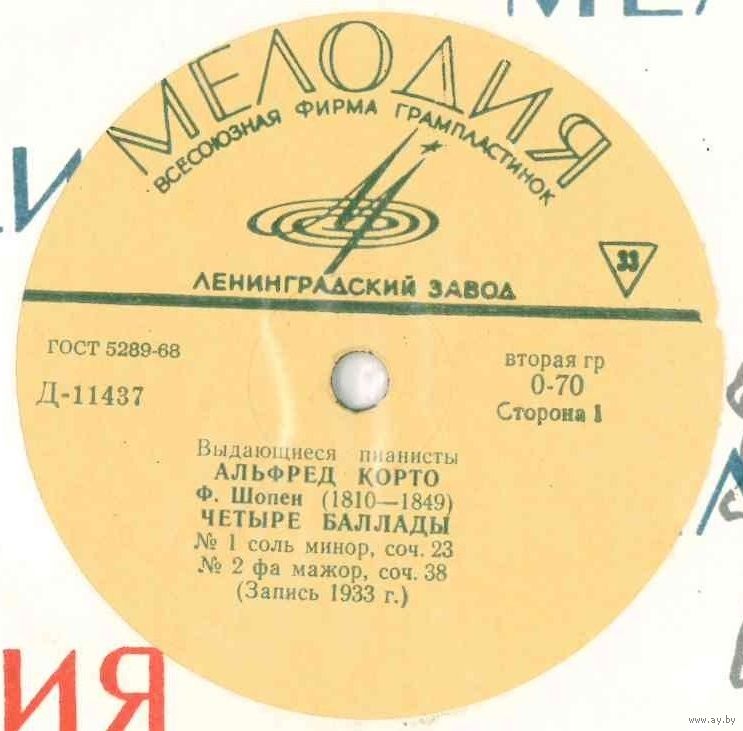 МЕЛОДИЯ
ВСЕСОЮЗНАЯ ФИРМА ГРАМПЛАСТИНОК
33
ЛЕНИНГРАДСКИЙ ЗАВОД
ГОСТ 5289-68
Д-11437
вторая гр
0-70
Сторона 1
Выдающиеся пианисты
АЛЬФРЕД КОРТО
Ф. Шопен (1810—1849)
ЧЕТЫРЕ БАЛЛАДЫ
№ 1 соль минор, соч. 23
№ 2 фа мажор, соч. 38
(Запись 1933 г.)
ИЯ
www.ay.by